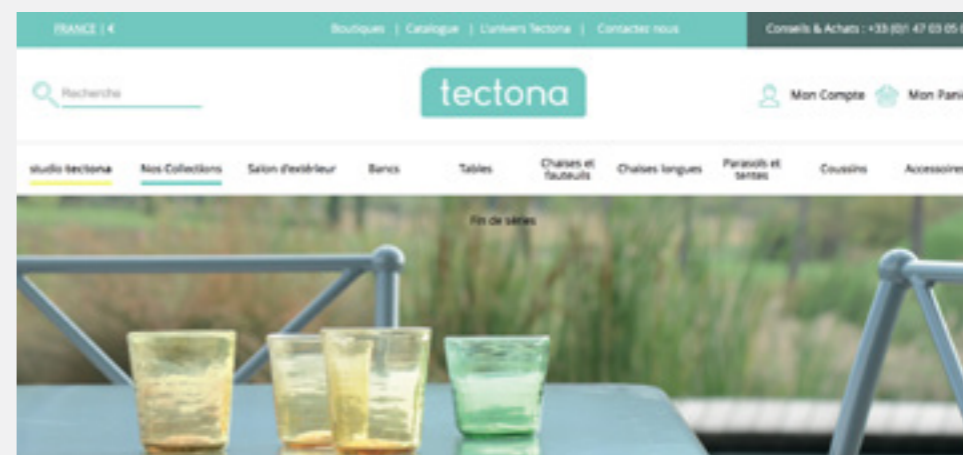 FRANCE | €
Boutiques | Catalogue | L'univers Tectona | Contactez nous
Conseils & Achats : +33 (0)1 47 03 05
Recherche
tectona
Mon Compte
Mon Pani
studio tectona
Nos Collections
Salon d'extérieur
Bancs
Tables
Chaises et
fauteuils
Chaises longues
Parasols et
tentes
Coussins
Accessoires
Fin de séries